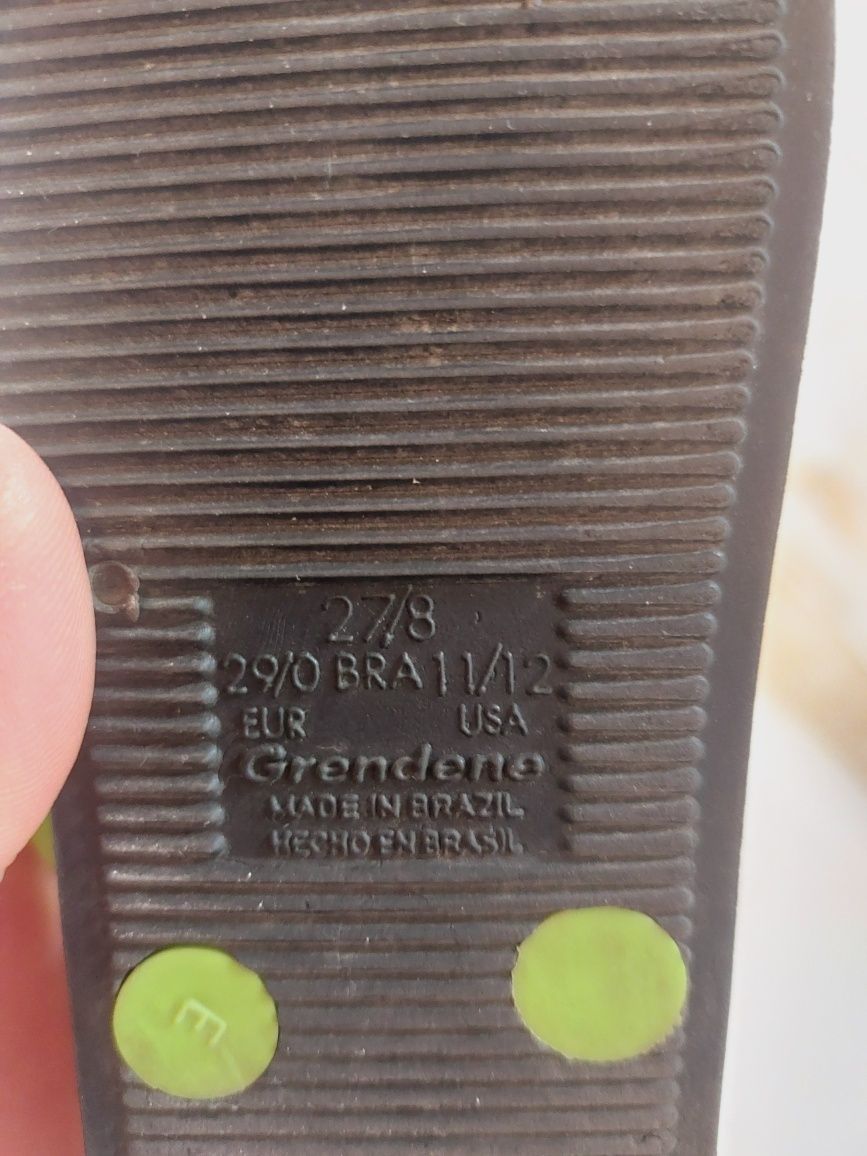 27/8
29/0 BRA 11/12
EUR USA
Grendene
MADE IN BRAZIL
HECHO EN BRASIL
E